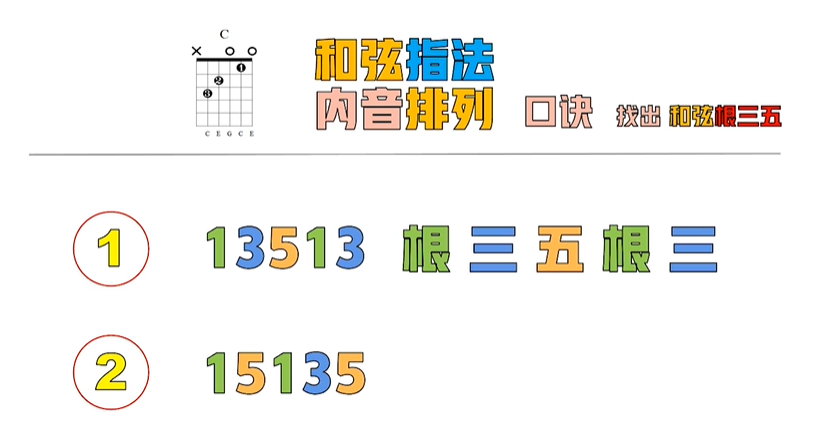 C
× ○ ○
1
2
3
C E G C E
和弦指法
内音排列 口诀 找出 和弦根三五
1 13513 根三五根三
2 15135